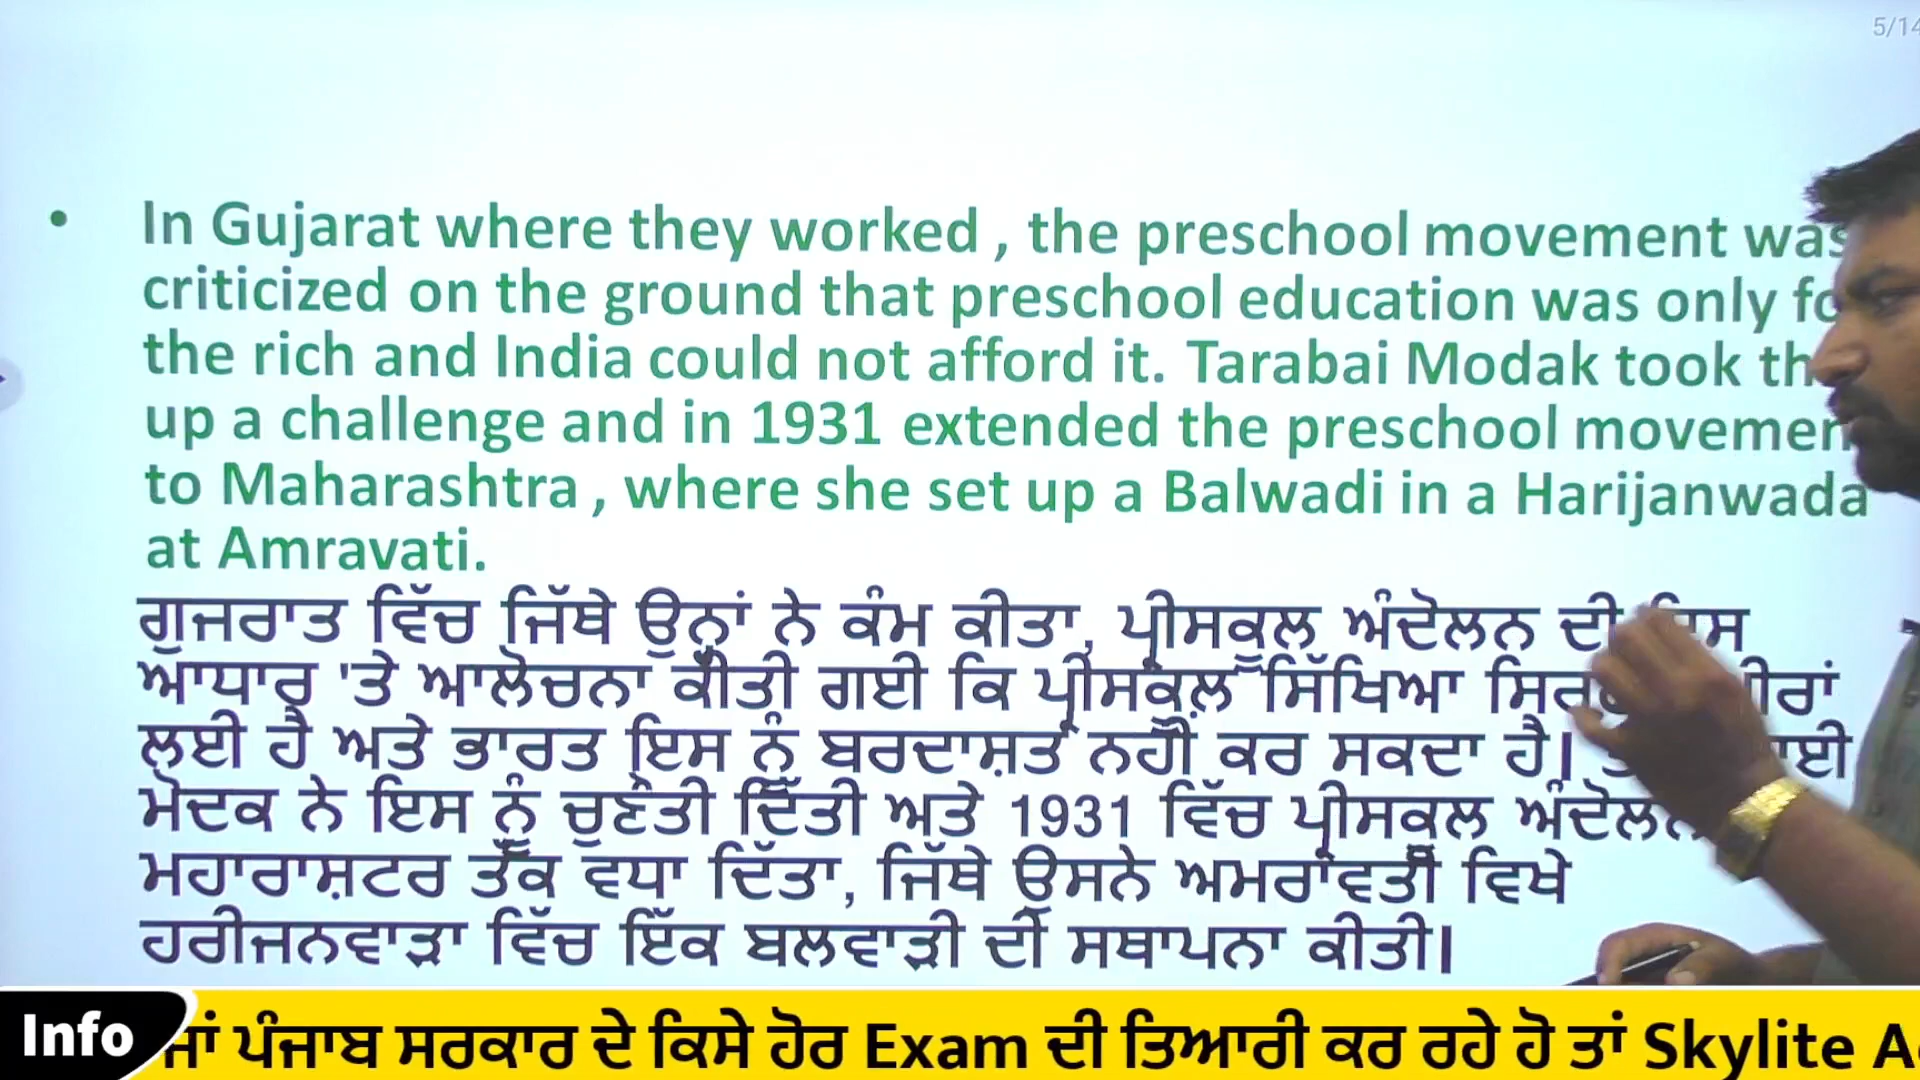 5/14
• In Gujarat where they worked , the preschool movement was
criticized on the ground that preschool education was only
the rich and India could not afford it. Tarabai Modak took
up a challenge and in 1931 extended the preschool
to Maharashtra , where she set up a Balwadi in a Harijanwada
at Amravati.
ਗੁਜਰਾਤ ਵਿੱਚ ਜਿੱਥੇ ਉਨ੍ਹਾਂ ਨੇ ਕੰਮ ਕੀਤਾ, ਪ੍ਰੀਸਕੂਲ ਅੰਦੋਲਨ ਦੀ
ਆਧਾਰ 'ਤੇ ਆਲੋਚਨਾ ਕੀਤੀ ਗਈ ਕਿ ਪ੍ਰੀਸਕੂਲ ਸਿੱਖਿਆ
ਲਈ ਹੈ ਅਤੇ ਭਾਰਤ ਇਸ ਨੂੰ ਬਰਦਾਸ਼ਤ ਨਹੀਂ ਕਰ ਸਕਦਾ ਹੈ।
ਮੋਦਕ ਨੇ ਇਸ ਨੂੰ ਚੁਣੌਤੀ ਦਿੱਤੀ ਅਤੇ 1931 ਵਿੱਚ ਪ੍ਰੀਸਕੂਲ
ਮਹਾਰਾਸ਼ਟਰ ਤੱਕ ਵਧਾ ਦਿੱਤਾ, ਜਿੱਥੇ ਉਸਨੇ ਅਮਰਾਵਤੀ ਵਿਖੇ
ਹਰੀਜਨਵਾੜਾ ਵਿੱਚ ਇੱਕ ਬਲਵਾੜੀ ਦੀ ਸਥਾਪਨਾ ਕੀਤੀ।
Info ਜਾਂ ਪੰਜਾਬ ਸਰਕਾਰ ਦੇ ਕਿਸੇ ਹੋਰ Exam ਦੀ ਤਿਆਰੀ ਕਰ ਰਹੇ ਹੋ ਤਾਂ Skylite